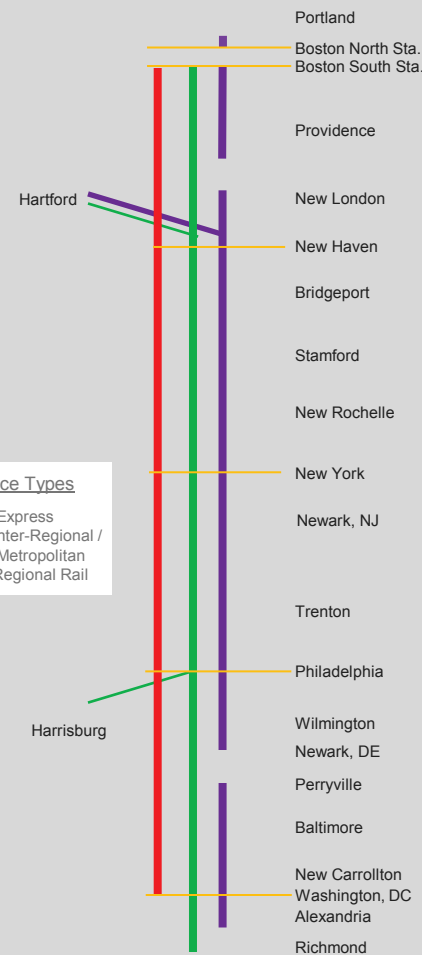 Portland
Boston North Sta.
Boston South Sta.
Providence
Hartford
New London
New Haven
Bridgeport
Stamford
New Rochelle
ce Types
New York
Express
nter-Regional /
Newark, NJ
Metropolitan
Regional Rail
Trenton
Philadelphia
Harrisburg
Wilmington
Newark, DE
Perryville
Baltimore
New Carrollton
Washington, DC
Alexandria
Richmond